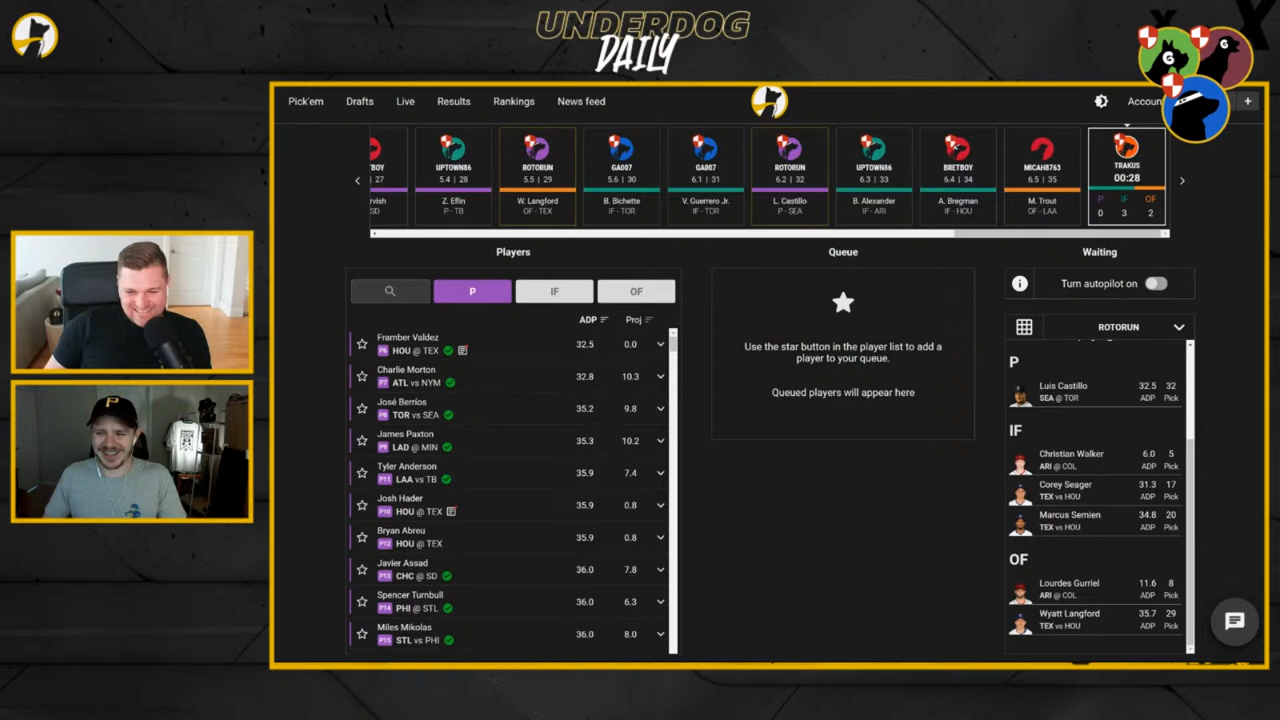 UNDERDOG
DAILY
Pick'em
Drafts
Live
Results
Rankings
News feed
Accoun
+
BOY
27
SD
UPTOWN86
5.4 | 28
Z. Eflin
P - TB
ROTORUN
5.5 | 29
W. Langford
OF - TEX
GA007
5.6 | 30
B. Bichette
IF - TOR
GA007
6.1 | 31
V. Guerrero Jr.
IF - TOR
ROTORUN
6.2 | 32
L. Castillo
P - SEA
UPTOWN86
6.3 | 33
B. Alexander
IF - ARI
BRETBOY
6.4 | 34
A. Bregman
IF - HOU
MICAH8763
6.5 | 35
M. Trout
OF - LAA
TRAKUS
00:28
P IF OF
0 3 2
Players
P
IF
OF
ADP
Proj
Framber Valdez
P6 HOU @ TEX
32.5
0.0
Charlie Morton
P7 ATL vs NYM
32.8
10.3
José Berríos
P8 TOR vs SEA
35.2
9.8
James Paxton
P9 LAD @ MIN
35.3
10.2
Tyler Anderson
P11 LAA vs TB
35.9
7.4
Josh Hader
P10 HOU @ TEX
35.9
0.8
Bryan Abreu
P12 HOU @ TEX
35.9
0.8
Javier Assad
P13 CHC @ SD
36.0
7.8
Spencer Turnbull
P14 PHI @ STL
36.0
6.3
Miles Mikolas
P15 STL vs PHI
36.0
8.0
Queue
Use the star button in the player list to add a
player to your queue.
Queued players will appear here
Waiting
Turn autopilot on
ROTORUN
P
Luis Castillo 32.5 32
SEA @ TOR ADP Pick
IF
Christian Walker 6.0 5
ARI @ COL ADP Pick
Corey Seager 31.3 17
TEX vs HOU ADP Pick
Marcus Semien 34.8 20
TEX vs HOU ADP Pick
OF
Lourdes Gurriel 11.6 8
ARI @ COL ADP Pick
Wyatt Langford 35.7 29
TEX vs HOU ADP Pick
G
G
P